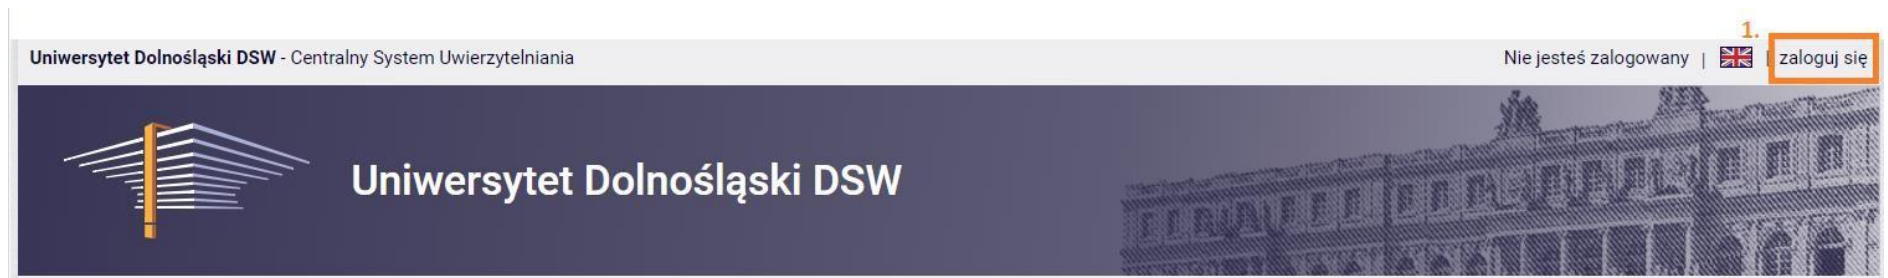 1.
Uniwersytet Dolnośląski DSW - Centralny System Uwierzytelniania
Nie jesteś zalogowany | | zaloguj się
Uniwersytet Dolnośląski DSW